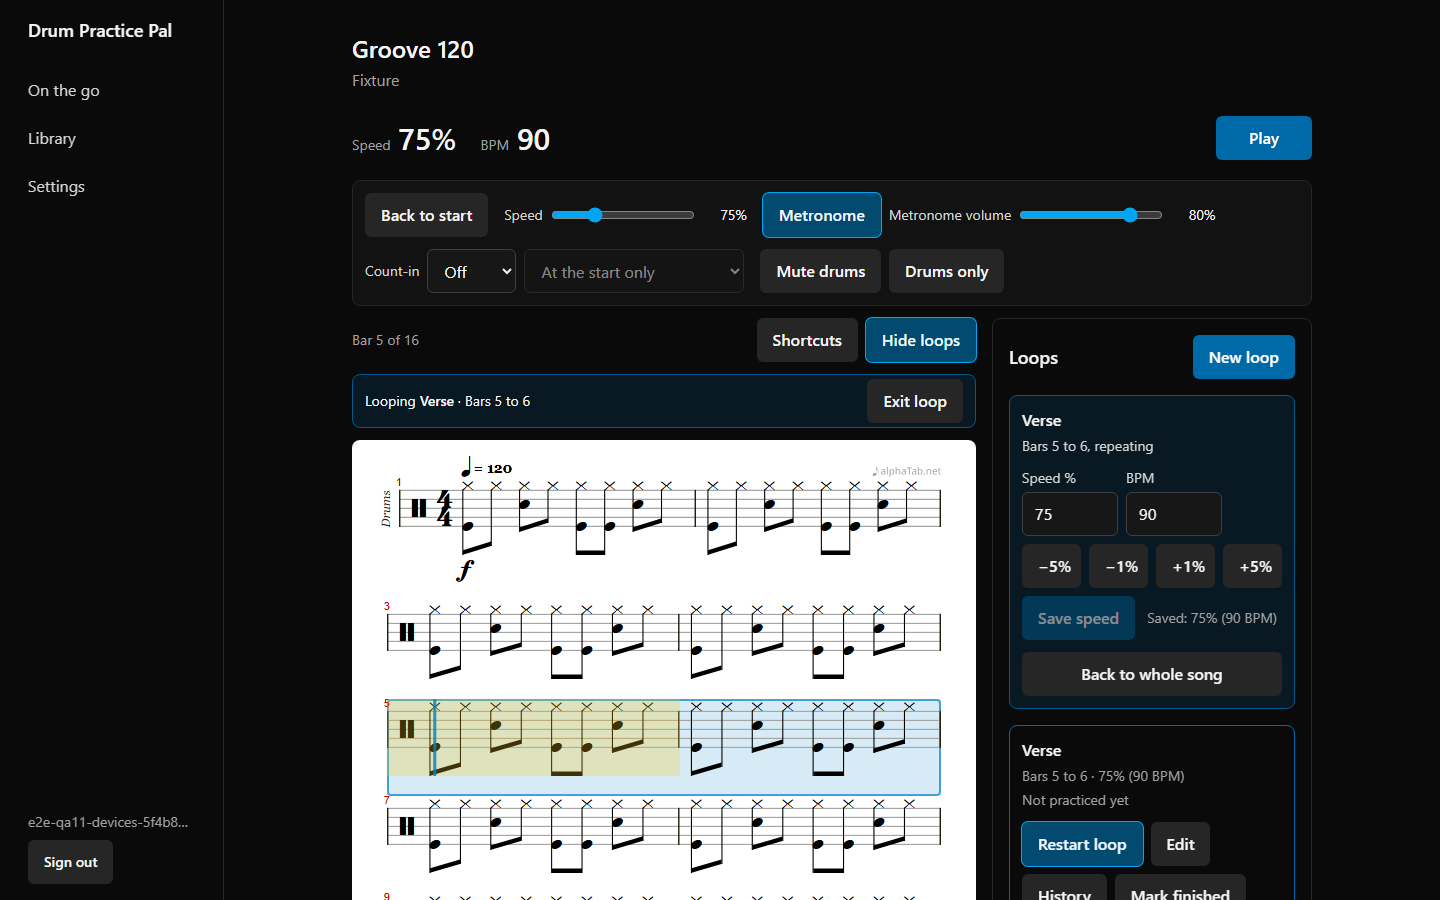 Drum Practice Pal
On the go
Library
Settings
e2e-qa11-devices-5f4b8...
Sign out
Groove 120
Fixture
Speed 75% BPM 90
Play
Back to start Speed 75% Metronome Metronome volume 80%
Count-in Off At the start only Mute drums Drums only
Bar 5 of 16 Shortcuts Hide loops
Looping Verse · Bars 5 to 6 Exit loop
= 120
alphaTab.net
1
Drums
4
4
f
3
5
7
9
Loops New loop
Verse
Bars 5 to 6, repeating
Speed % BPM
75 90
−5% −1% +1% +5%
Save speed Saved: 75% (90 BPM)
Back to whole song
Verse
Bars 5 to 6 · 75% (90 BPM)
Not practiced yet
Restart loop Edit
History Mark finished